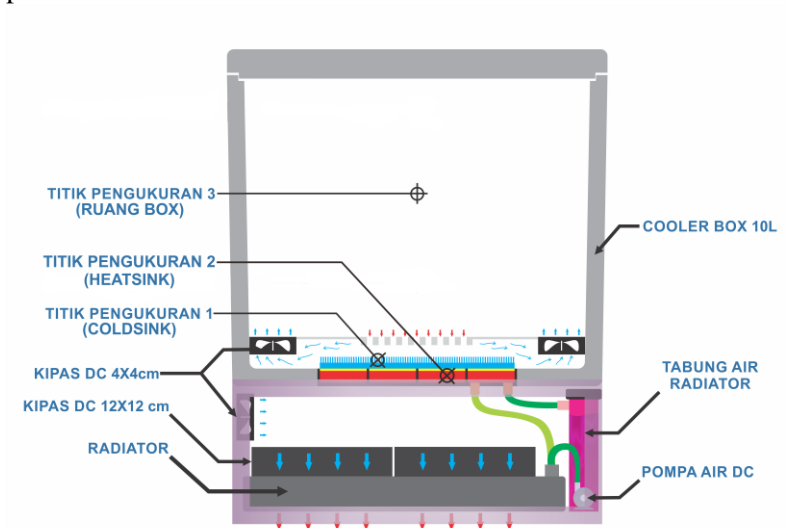 TITIK PENGUKURAN 3
(RUANG BOX)
COOLER BOX 10L
TITIK PENGUKURAN 2
(HEATSINK)
TITIK PENGUKURAN 1
(COLDSINK)
KIPAS DC 4X4cm
TABUNG AIR
RADIATOR
KIPAS DC 12X12 cm
RADIATOR
POMPA AIR DC